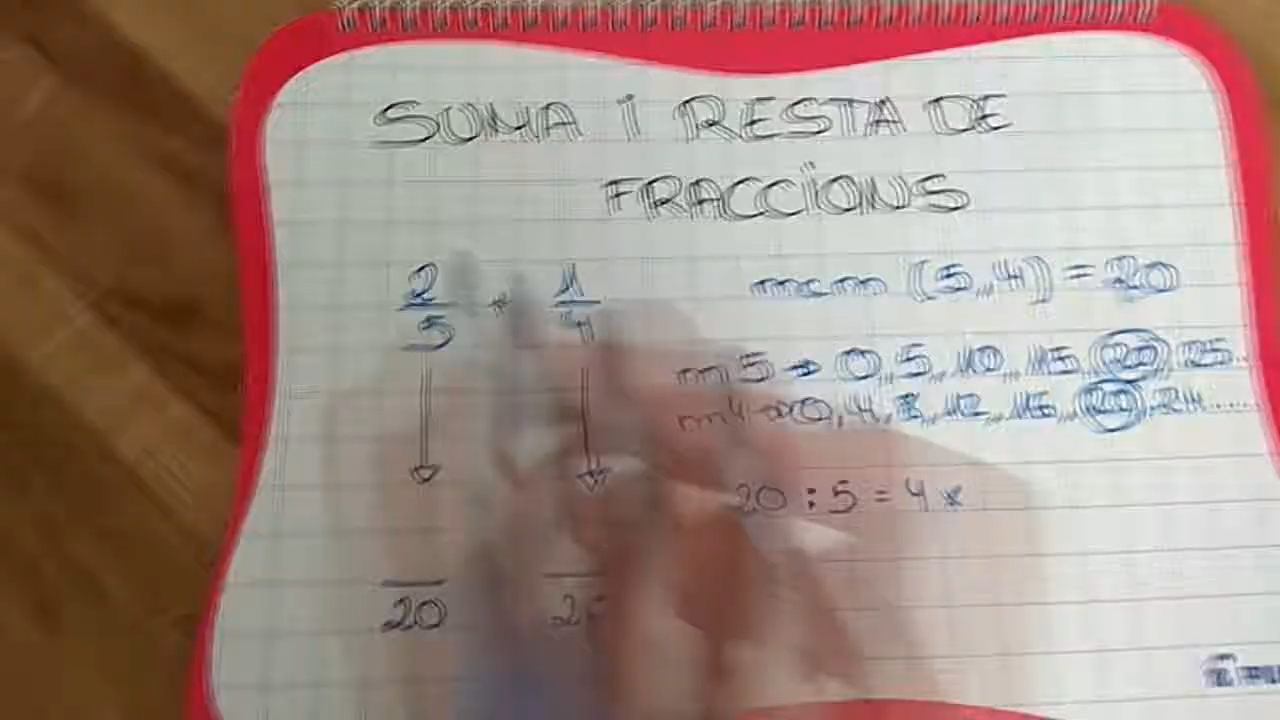 SUMA I RESTA DE
FRACCIONS
2/5 + 1/4
mcm (5,4) = 20
m5 → 0, 5, 10, 15, 20, 25...
m4 → 0, 4, 8, 12, 16, 20, 24......
20 : 5 = 4 x
20 20